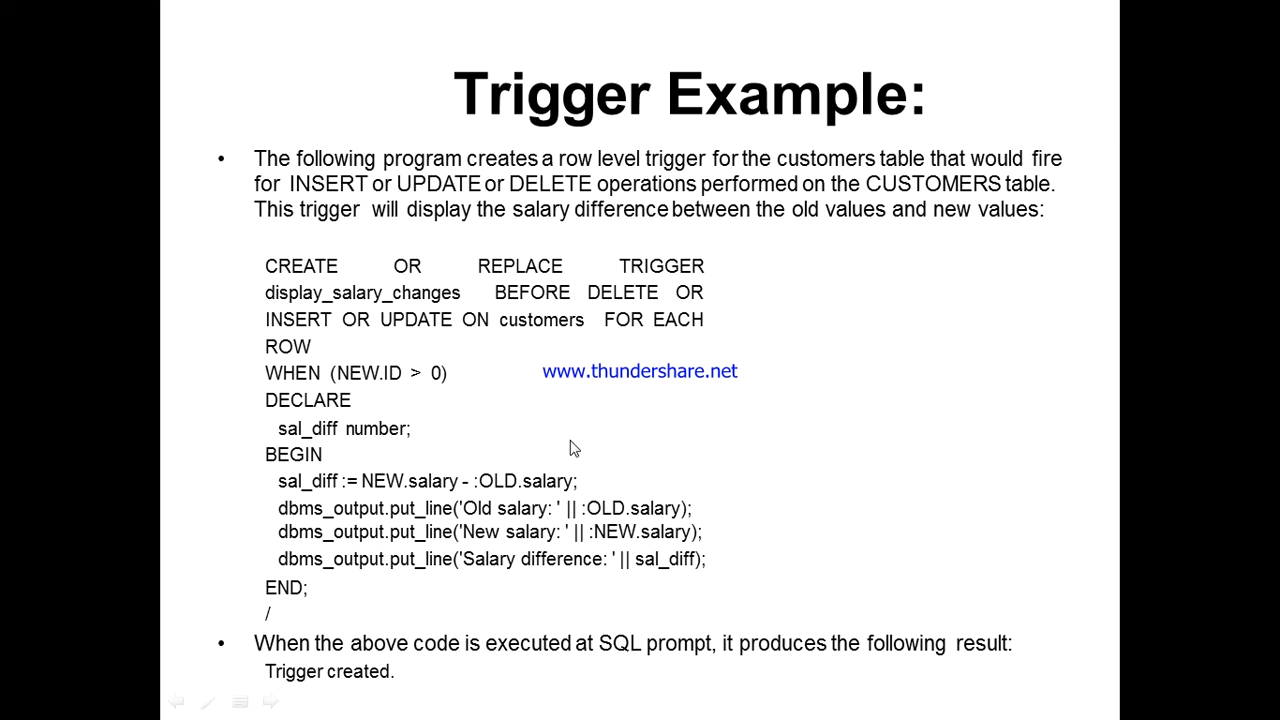 Trigger Example:
• The following program creates a row level trigger for the customers table that would fire
for INSERT or UPDATE or DELETE operations performed on the CUSTOMERS table.
This trigger will display the salary difference between the old values and new values:
CREATE OR REPLACE TRIGGER
display_salary_changes BEFORE DELETE OR
INSERT OR UPDATE ON customers FOR EACH
ROW
WHEN (NEW.ID > 0)
www.thundershare.net
DECLARE
sal_diff number;
BEGIN
sal_diff := NEW.salary - :OLD.salary;
dbms_output.put_line('Old salary: ' || :OLD.salary);
dbms_output.put_line('New salary: ' || :NEW.salary);
dbms_output.put_line('Salary difference: ' || sal_diff);
END;
/
• When the above code is executed at SQL prompt, it produces the following result:
Trigger created.